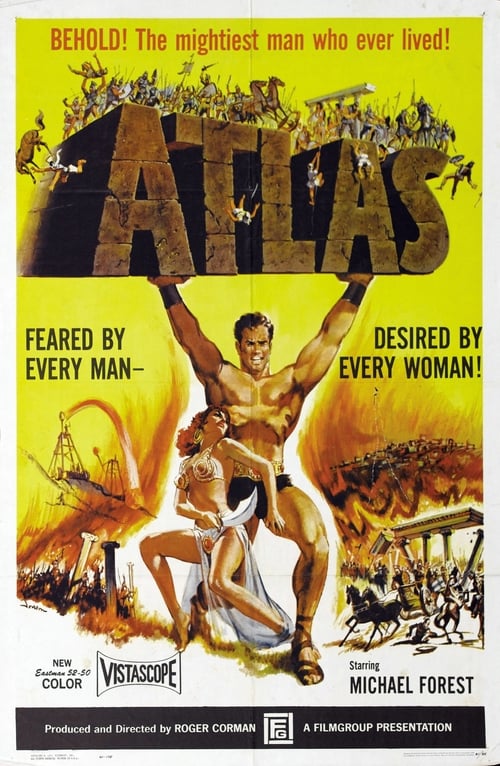 BEHOLD! The mightiest man who ever lived!
ATLAS
FEARED BY
EVERY MAN–
DESIRED BY
EVERY WOMAN!
NEW
Eastman 52-50
COLOR
VISTASCOPE
Starring
MICHAEL FOREST
Produced and Directed by ROGER CORMAN
FG
A FILMGROUP PRESENTATION